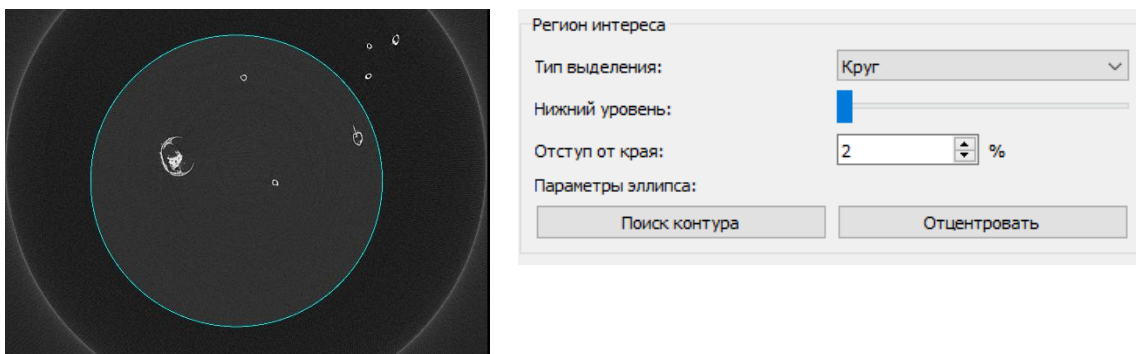 Регион интереса
Тип выделения: Круг
Нижний уровень:
Отступ от края: 2 %
Параметры эллипса:
Поиск контура Отцентровать